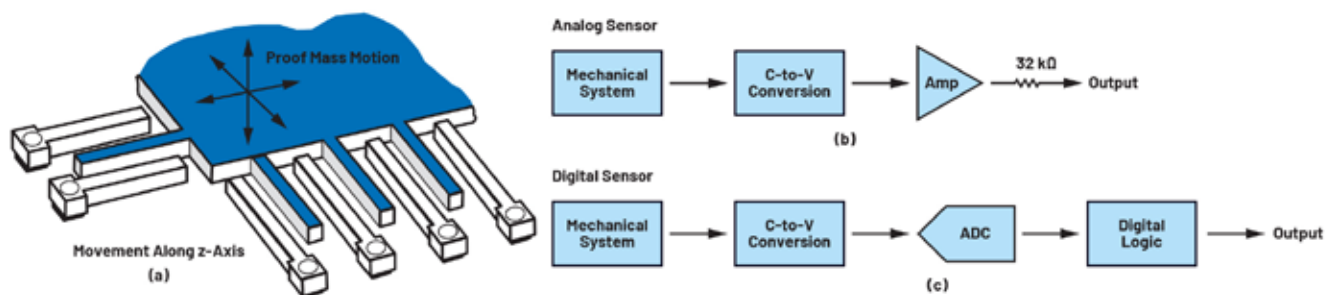 Proof Mass Motion
Movement Along z-Axis
(a)
Analog Sensor
Mechanical
System
C-to-V
Conversion
Amp
32 kΩ
Output
(b)
Digital Sensor
Mechanical
System
C-to-V
Conversion
ADC
Digital
Logic
Output
(c)